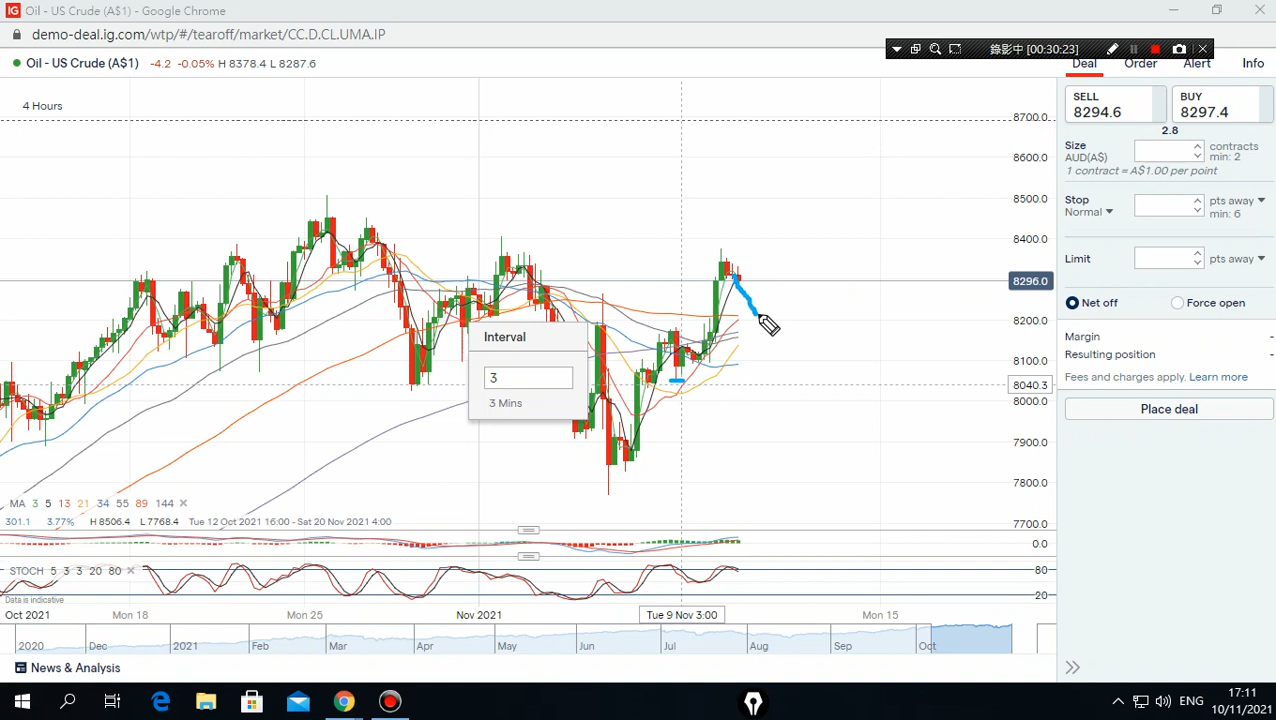 IG Oil - US Crude (A$1) - Google Chrome
demo-deal.ig.com/wtp/#/tearoff/market/CC.D.CL.UMA.IP
錄影中 [00:30:23]
Oil - US Crude (A$1) -4.2 -0.05% H 8378.4 L 8287.6
Deal Order Alert Info
4 Hours
SELL
8294.6
BUY
8297.4
2.8
Size
AUD(A$)
contracts
min: 2
1 contract = A$1.00 per point
Stop
Normal
pts away
min: 6
Limit
pts away
Net off
Force open
Margin -
Resulting position -
Fees and charges apply. Learn more
Place deal
8700.0
8600.0
8500.0
8400.0
8296.0
8200.0
8100.0
8040.3
8000.0
7900.0
7800.0
7700.0
Interval
3
3 Mins
MA 3 5 13 21 34 55 89 144
301.1 3.77% H 8506.4 L 7768.4 Tue 12 Oct 2021 16:00 - Sat 20 Nov 2021 4:00
0.0
STOCH 5 3 3 20 80
80
20
Data is indicative
Oct 2021 Mon 18 Mon 25 Nov 2021 Tue 9 Nov 3:00 Mon 15
2020 Dec 2021 Feb Mar Apr May Jun Jul Aug Sep Oct
News & Analysis
ENG
17:11
10/11/2021